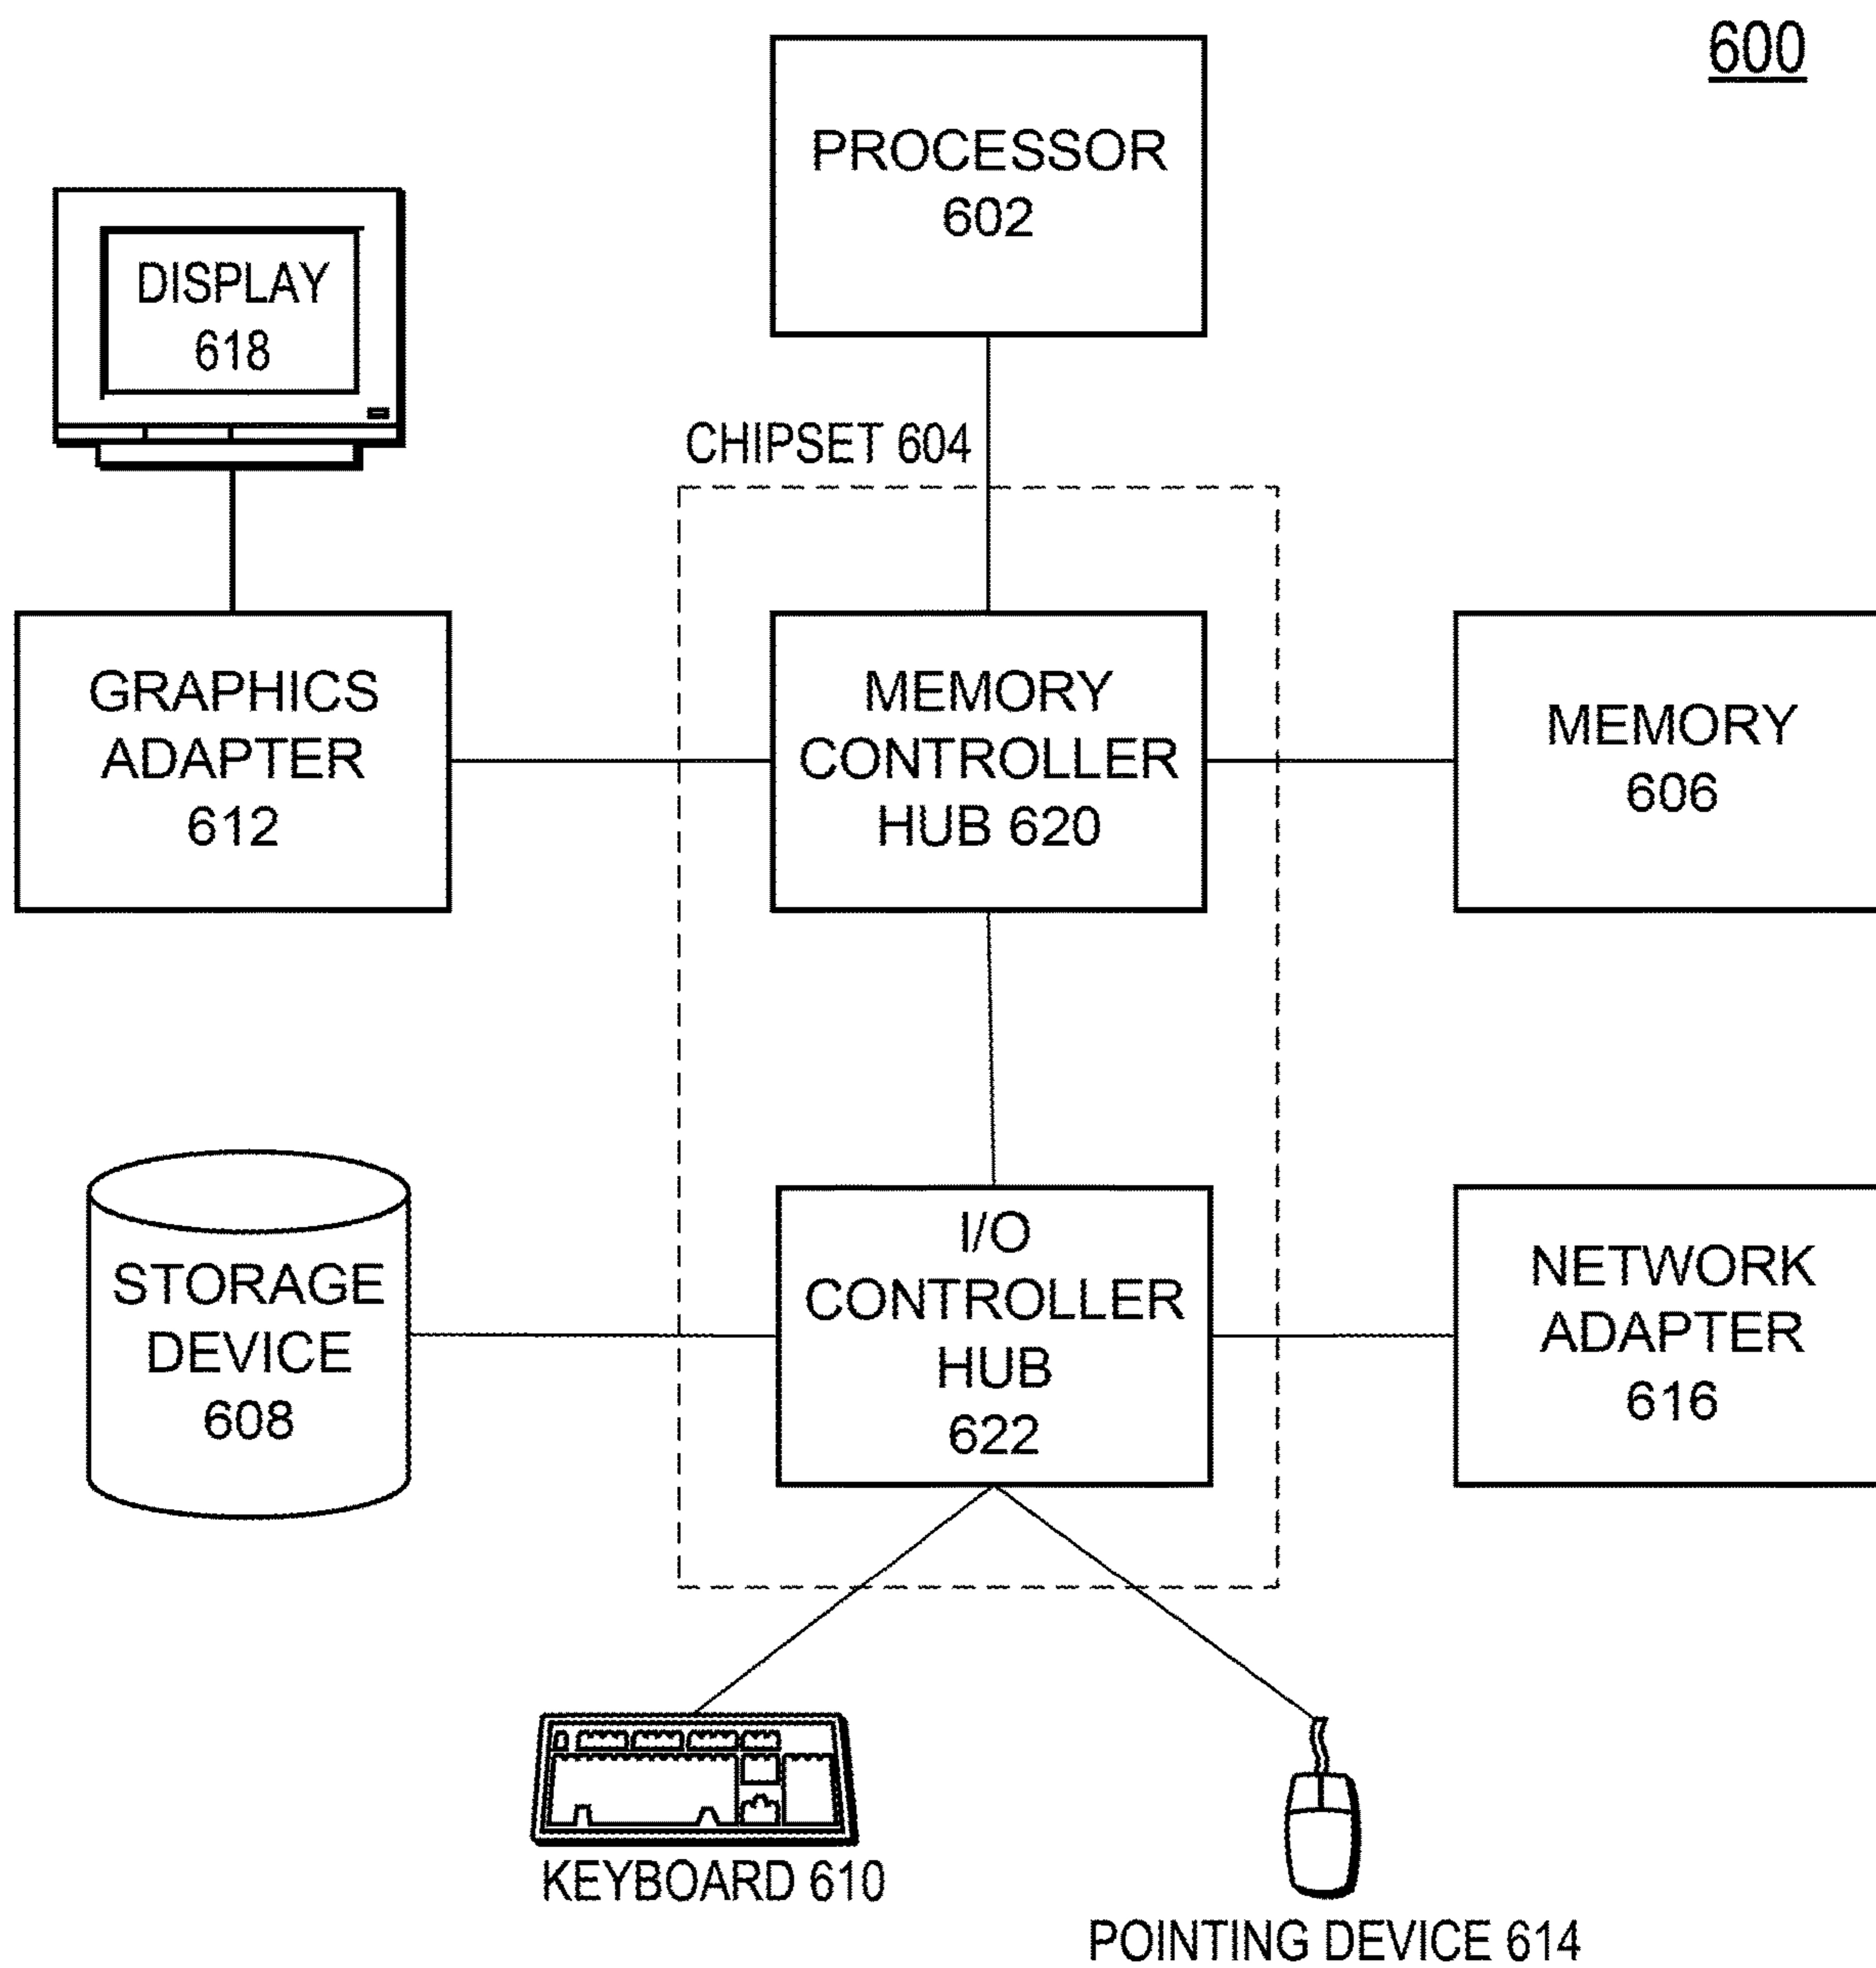 600
PROCESSOR
602
DISPLAY
618
CHIPSET 604
GRAPHICS
ADAPTER
612
MEMORY
CONTROLLER
HUB 620
MEMORY
606
STORAGE
DEVICE
608
I/O
CONTROLLER
HUB
622
NETWORK
ADAPTER
616
KEYBOARD 610
POINTING DEVICE 614